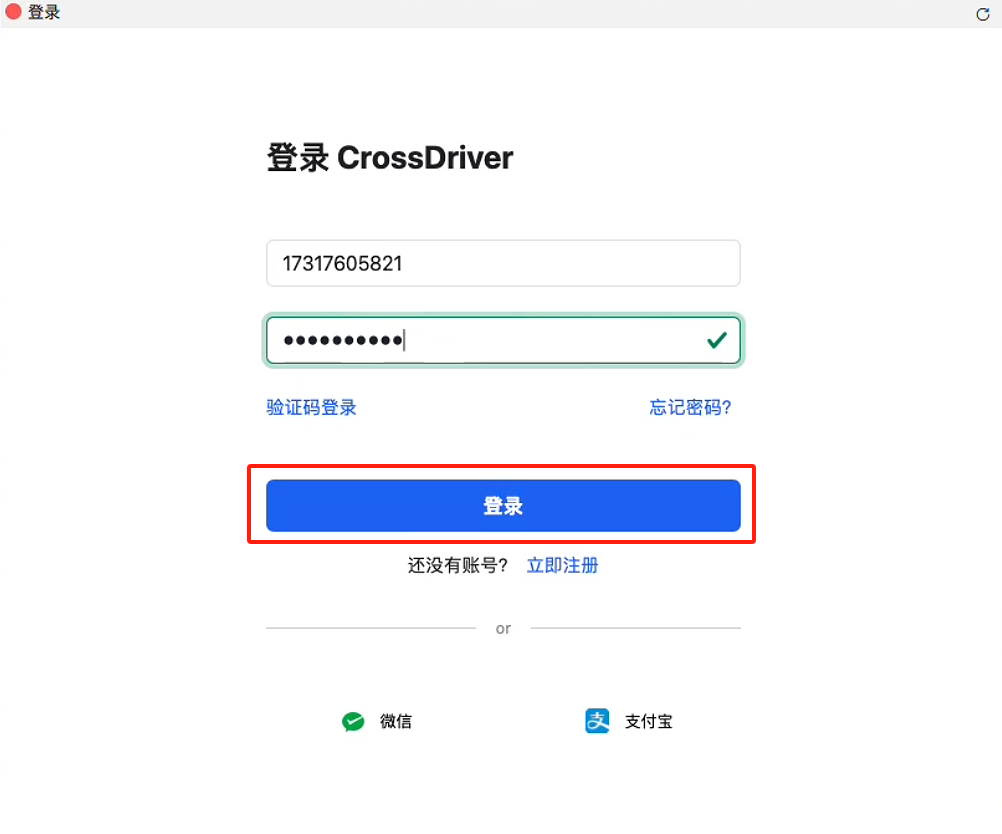 登录
登录 CrossDriver
17317605821
••••••••••
验证码登录 忘记密码?
登录
还没有账号? 立即注册
or
微信 支付宝